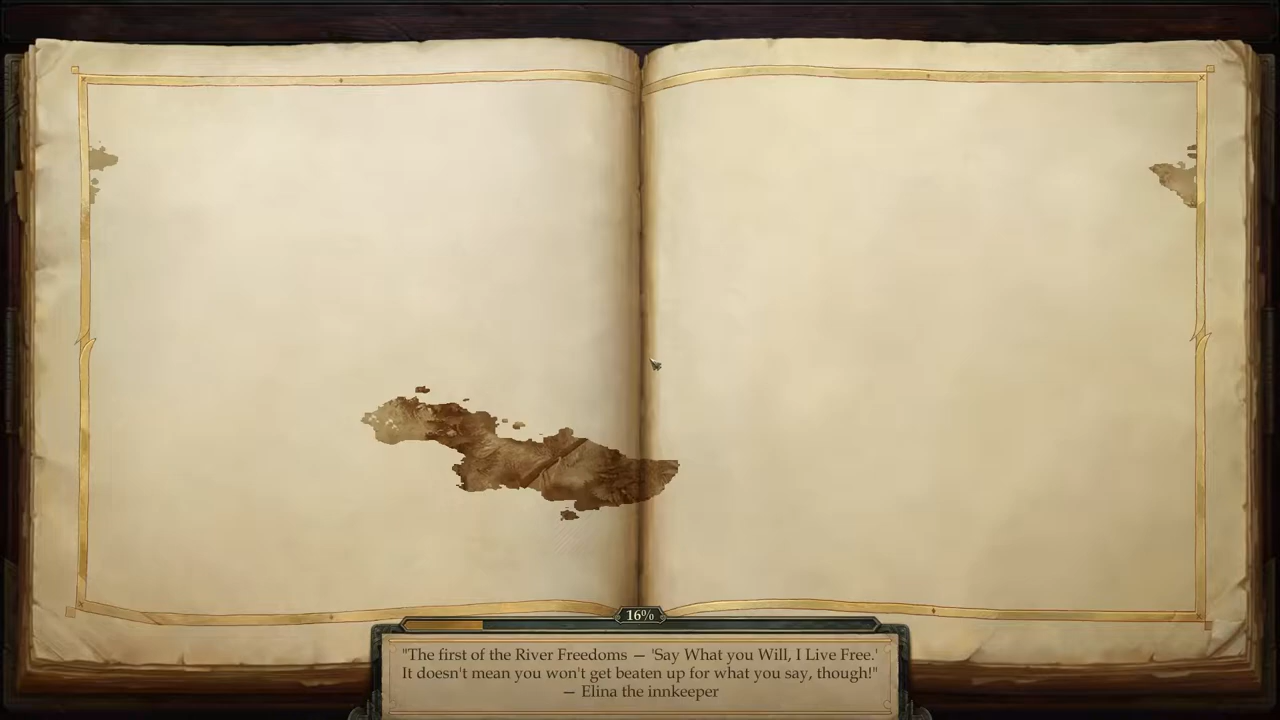 16%
"The first of the River Freedoms — 'Say What you Will, I Live Free.'
It doesn't mean you won't get beaten up for what you say, though!"
— Elina the innkeeper